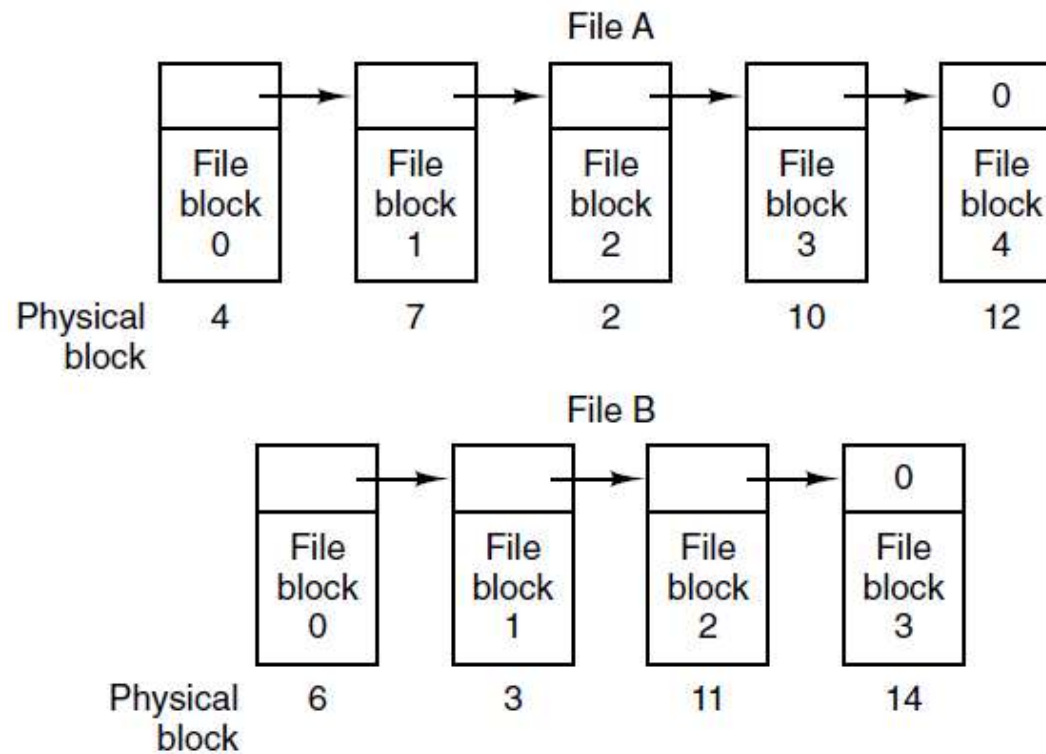 File A
0
File File File File File
block block block block block
0 1 2 3 4
Physical 4 7 2 10 12
block
File B
0
File File File File
block block block block
0 1 2 3
Physical 6 3 11 14
block